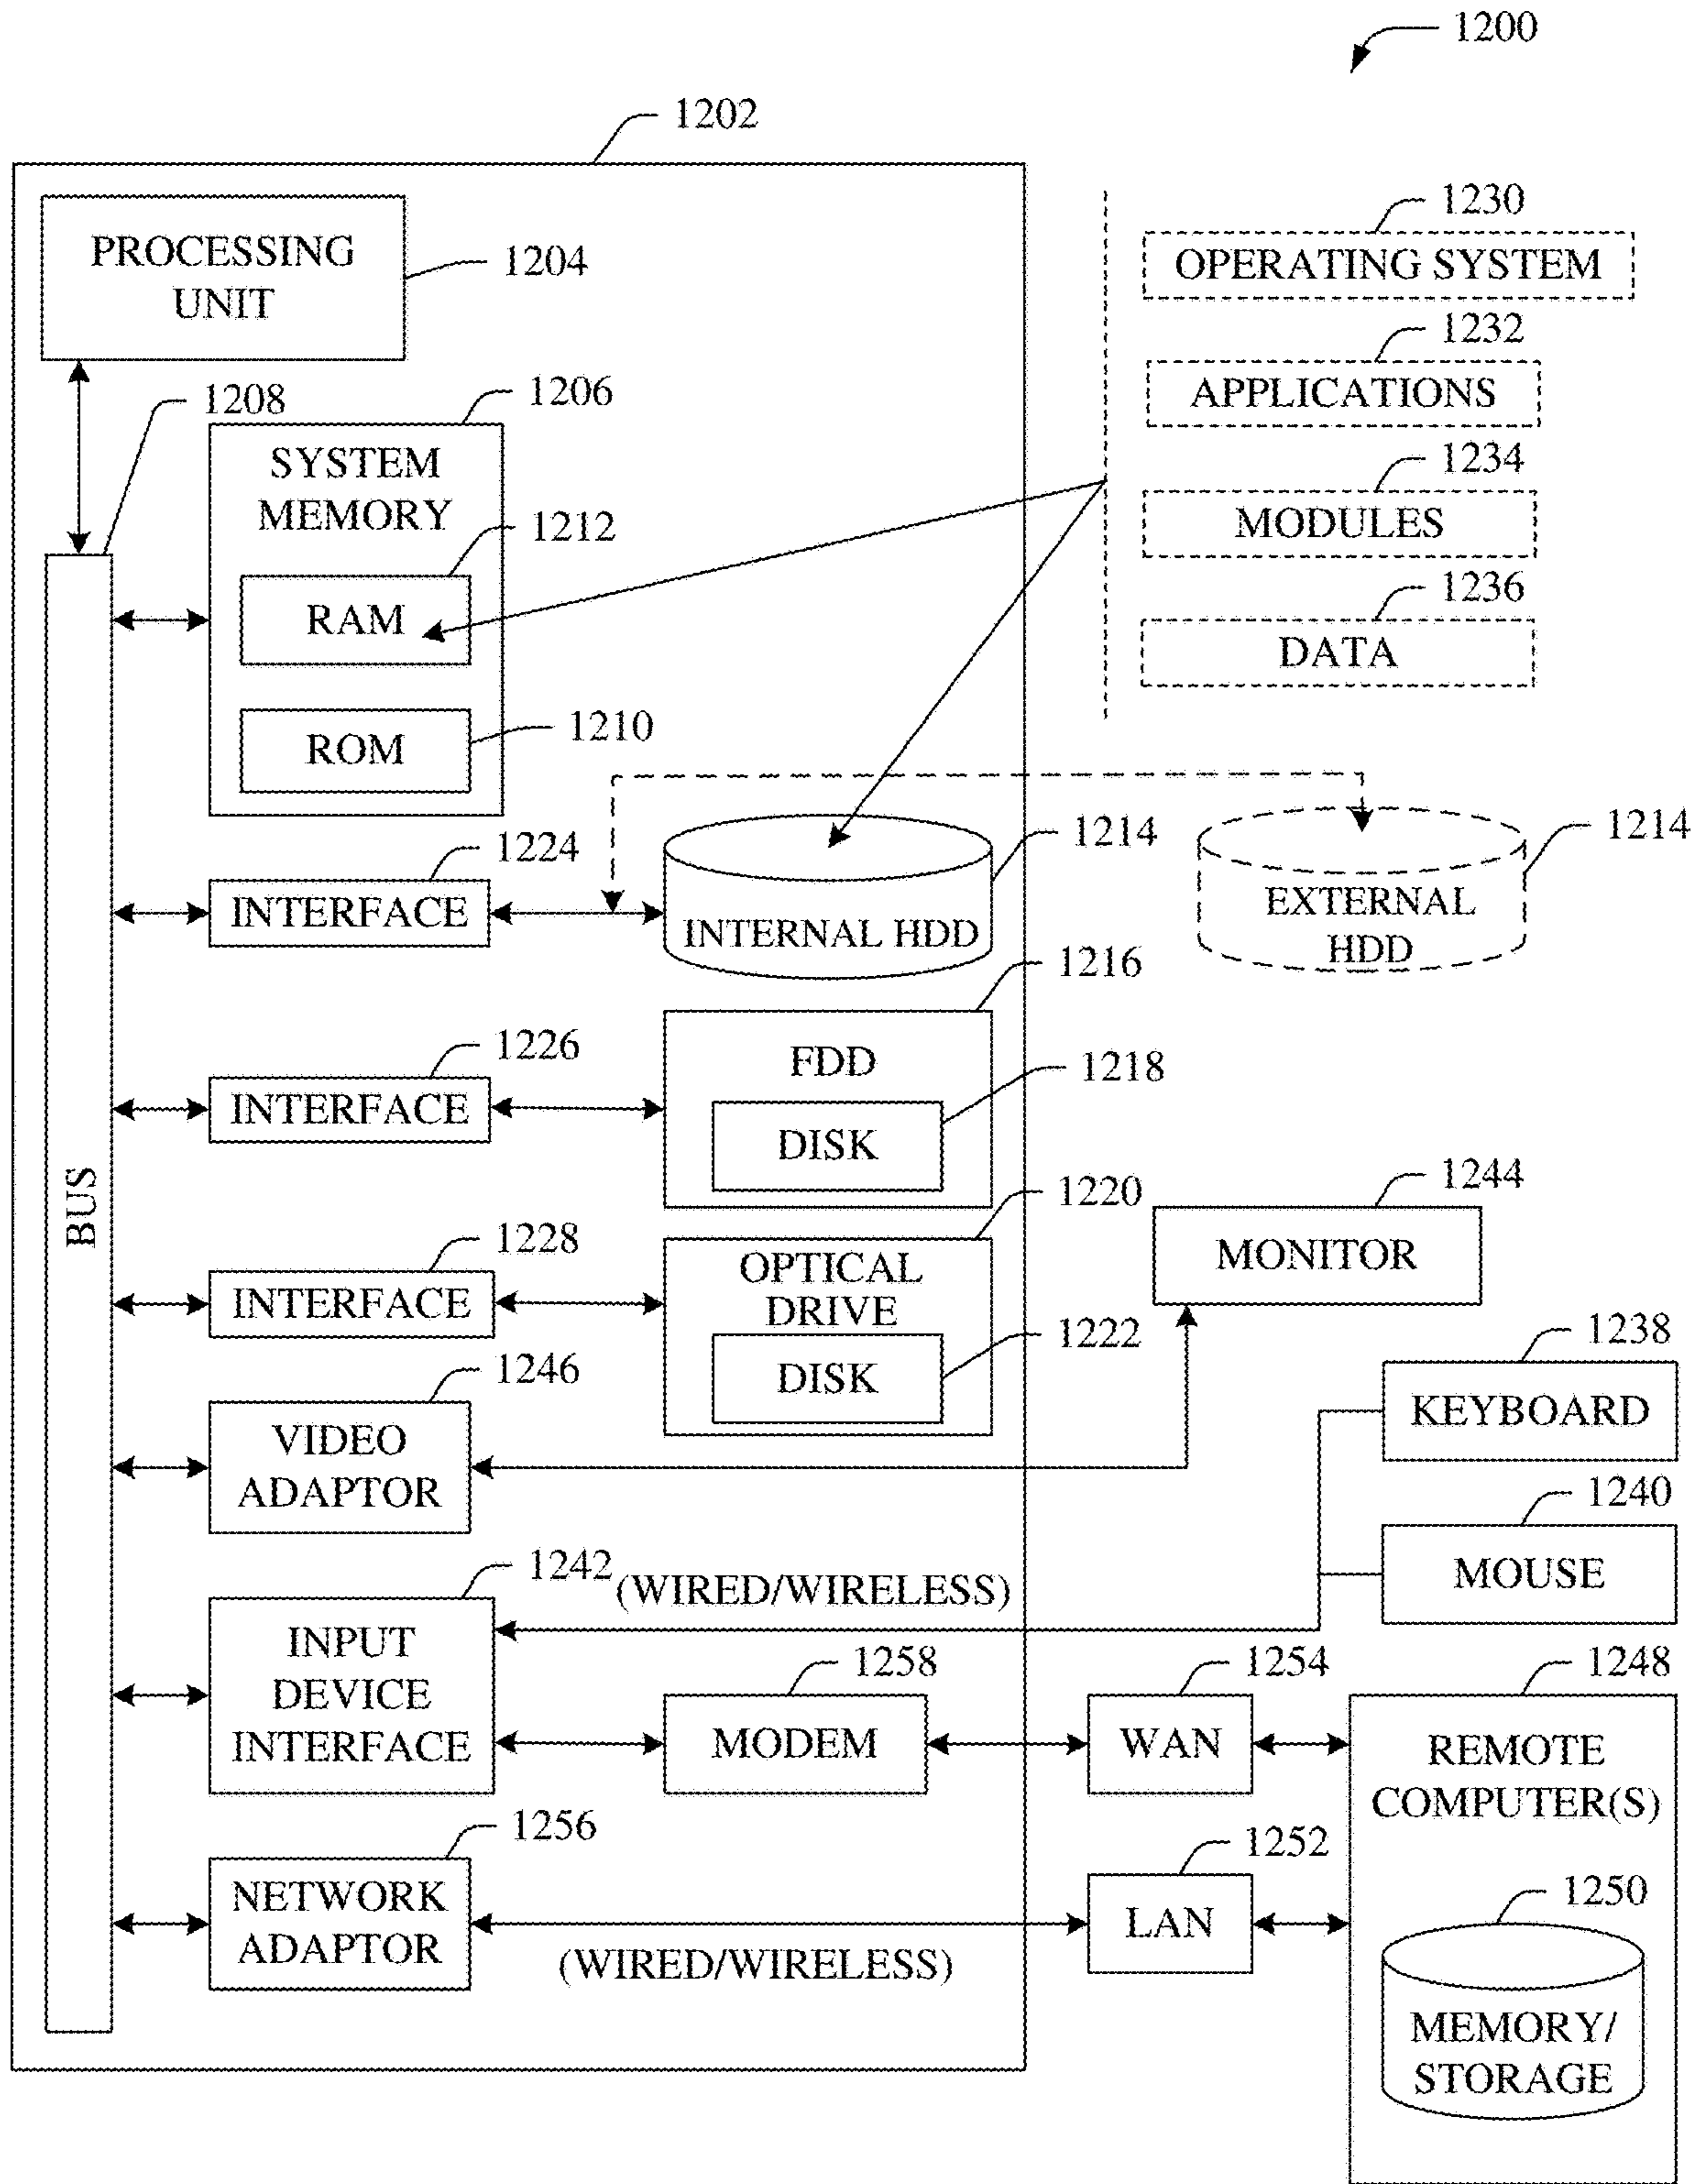 1200
1202
PROCESSING
UNIT
1204
1230
OPERATING SYSTEM
1232
APPLICATIONS
1234
MODULES
1236
DATA
1208
1206
SYSTEM
MEMORY
1212
RAM
1210
ROM
1224
INTERFACE
1214
INTERNAL HDD
1214
EXTERNAL
HDD
1226
INTERFACE
1216
FDD
1218
DISK
BUS
1228
INTERFACE
1220
OPTICAL
DRIVE
1222
DISK
1244
MONITOR
1246
VIDEO
ADAPTOR
1238
KEYBOARD
1240
MOUSE
1242
(WIRED/WIRELESS)
INPUT
DEVICE
INTERFACE
1258
MODEM
1254
WAN
1248
REMOTE
COMPUTER(S)
1256
NETWORK
ADAPTOR
(WIRED/WIRELESS)
1252
LAN
1250
MEMORY/
STORAGE